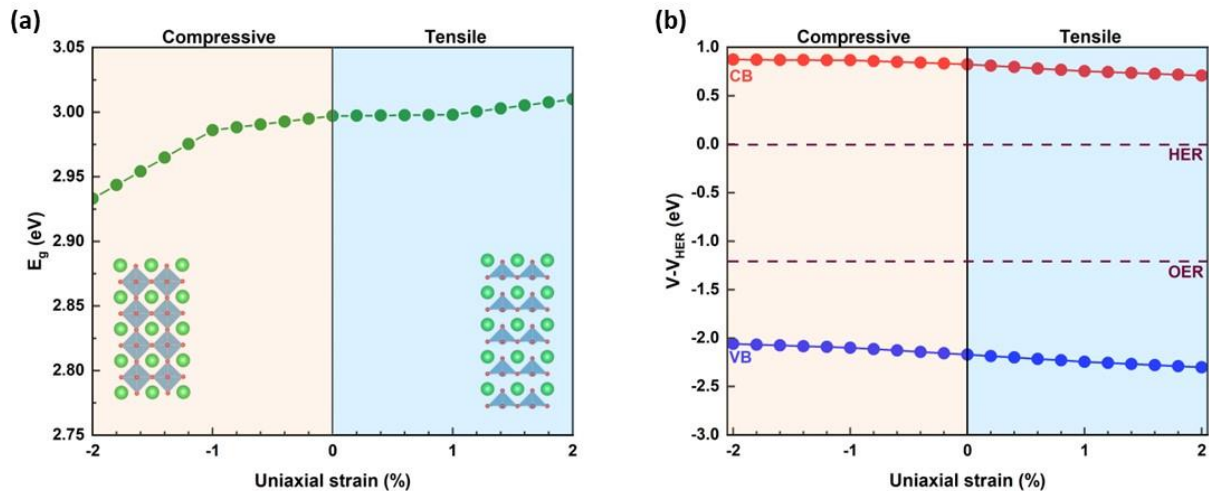 (a)
Compressive
Tensile
3.05
3.00
2.95
2.90
2.85
2.80
2.75
E_g (eV)
-2
-1
0
1
2
Uniaxial strain (%)
(b)
Compressive
Tensile
1.0
0.5
0.0
-0.5
-1.0
-1.5
-2.0
-2.5
-3.0
V-V_HER (eV)
CB
HER
OER
VB
-2
-1
0
1
2
Uniaxial strain (%)